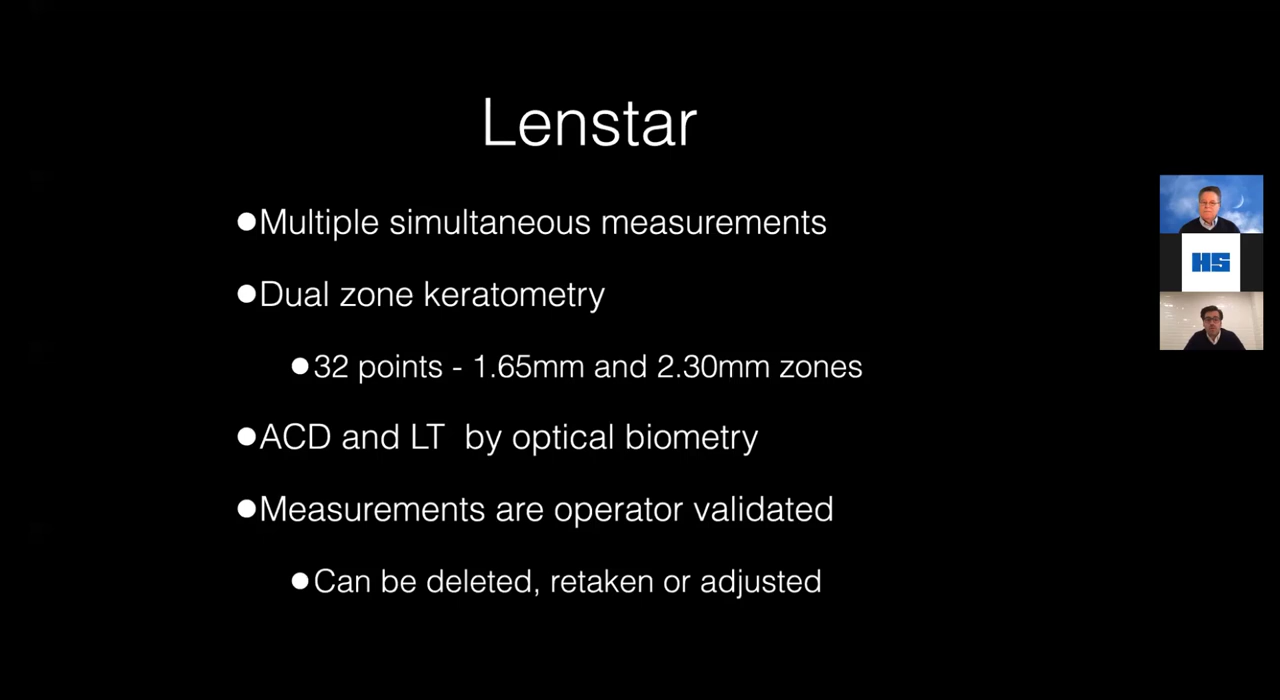 Lenstar
●Multiple simultaneous measurements
●Dual zone keratometry
●32 points - 1.65mm and 2.30mm zones
●ACD and LT by optical biometry
●Measurements are operator validated
●Can be deleted, retaken or adjusted
HS